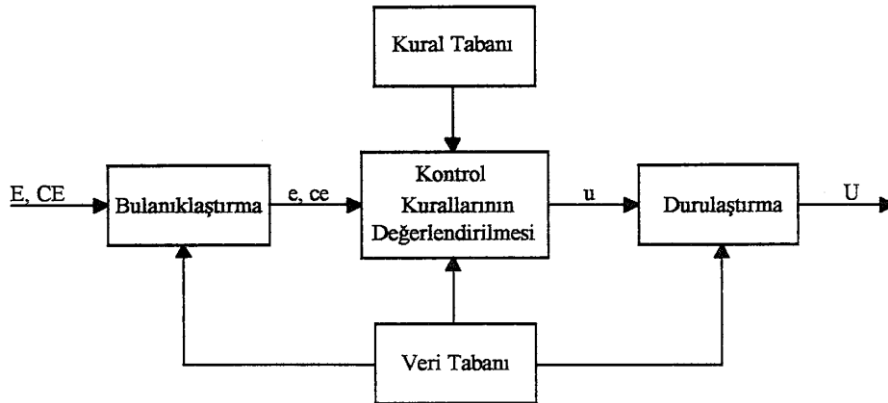 Kural Tabanı
E, CE
Bulanıklaştırma
e, ce
Kontrol
Kurallarının
Değerlendirilmesi
u
Durulaştırma
U
Veri Tabanı